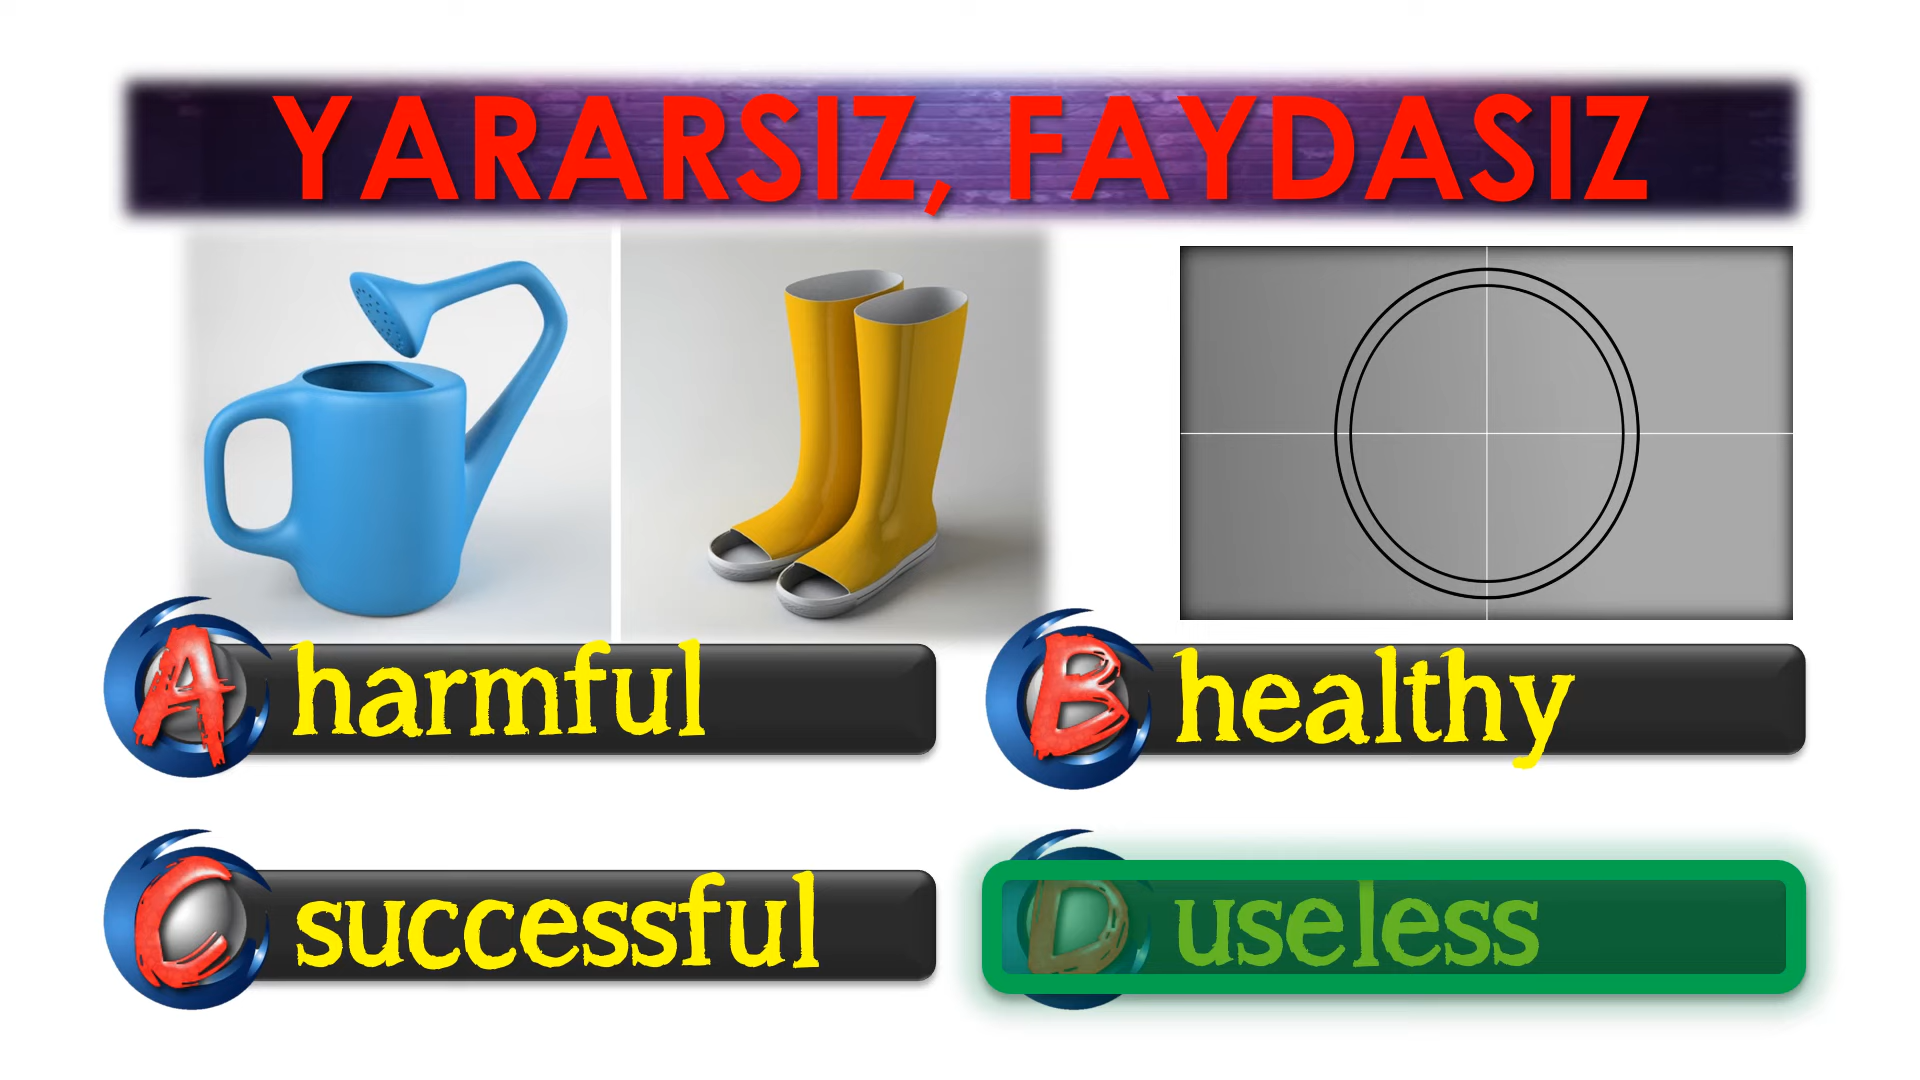 YARARSIZ, FAYDASIZ
A harmful
B healthy
C successful
D useless